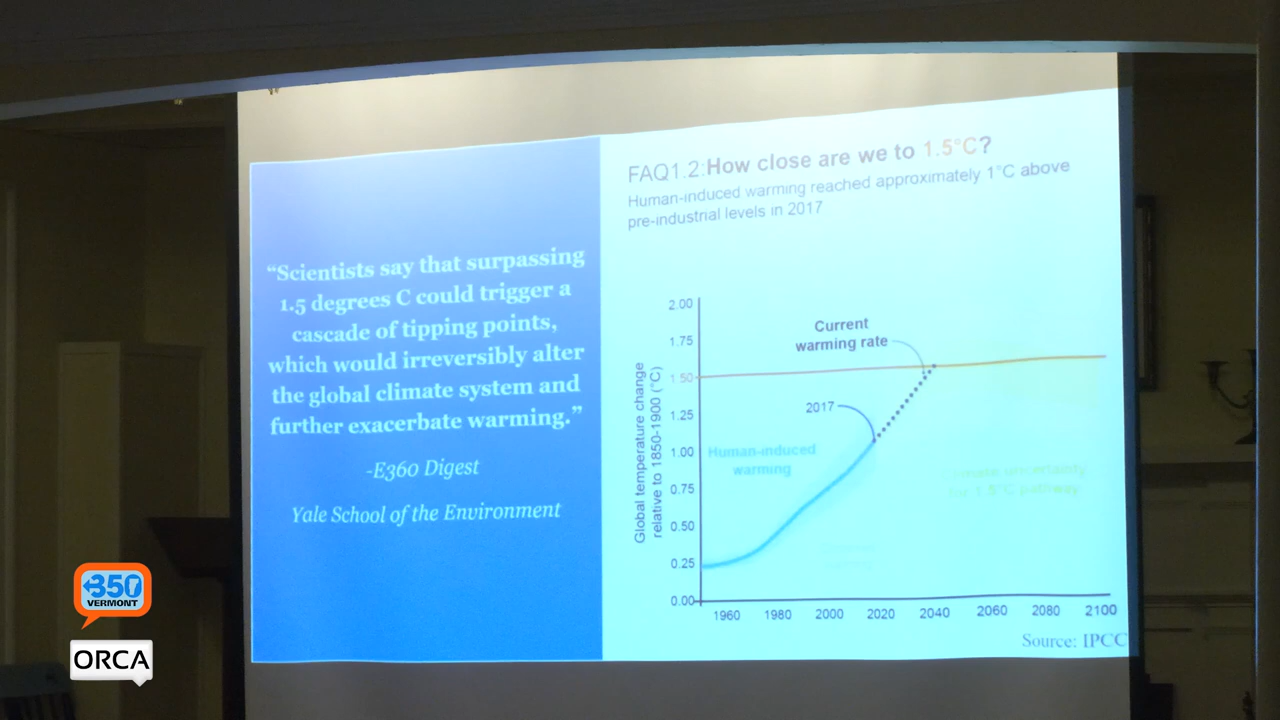 “Scientists say that surpassing
1.5 degrees C could trigger a
cascade of tipping points,
which would irreversibly alter
the global climate system and
further exacerbate warming.”
-E360 Digest
Yale School of the Environment
FAQ1.2:How close are we to 1.5°C?
Human-induced warming reached approximately 1°C above
pre-industrial levels in 2017
Global temperature change
relative to 1850-1900 (°C)
2.00
1.75
1.50
1.25
1.00
0.75
0.50
0.25
0.00
Current
warming rate
2017
Human-induced
warming
uncertainty
for 1.5°C pathway
1960 1980 2000 2020 2040 2060 2080 2100
Source: IPCC
350
VERMONT
ORCA